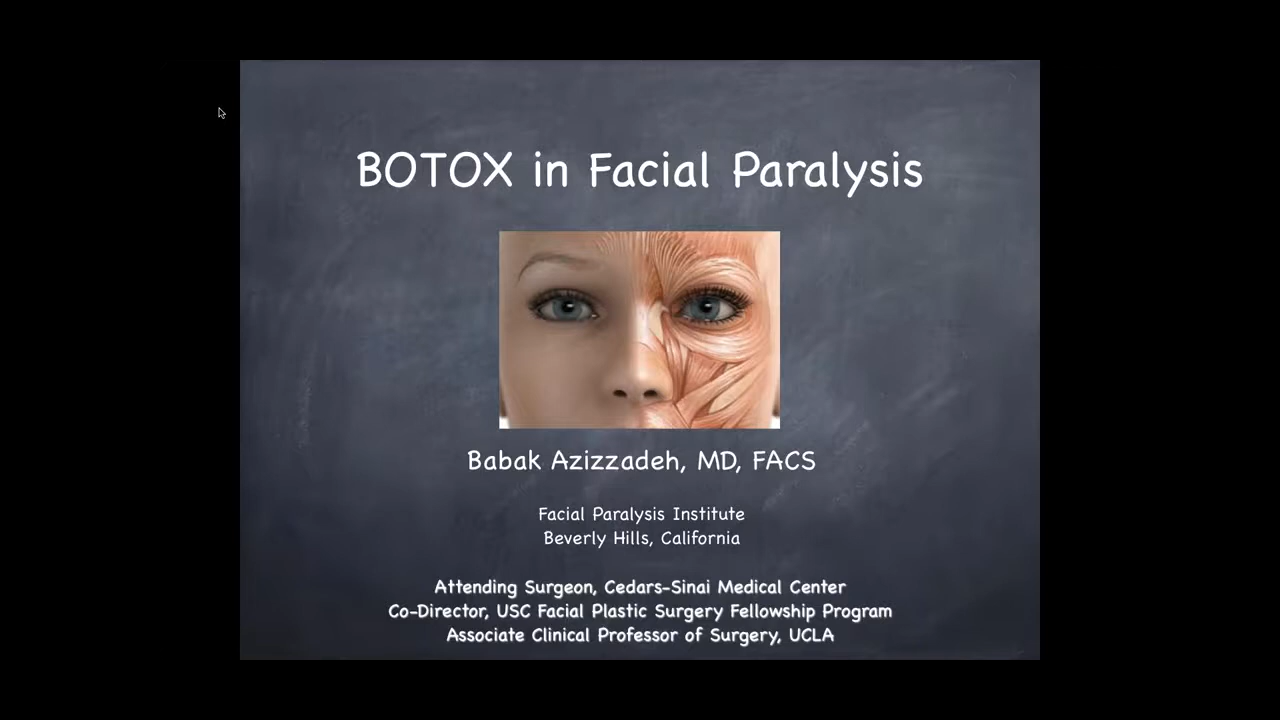 BOTOX in Facial Paralysis
Babak Azizzadeh, MD, FACS
Facial Paralysis Institute
Beverly Hills, California
Attending Surgeon, Cedars-Sinai Medical Center
Co-Director, USC Facial Plastic Surgery Fellowship Program
Associate Clinical Professor of Surgery, UCLA